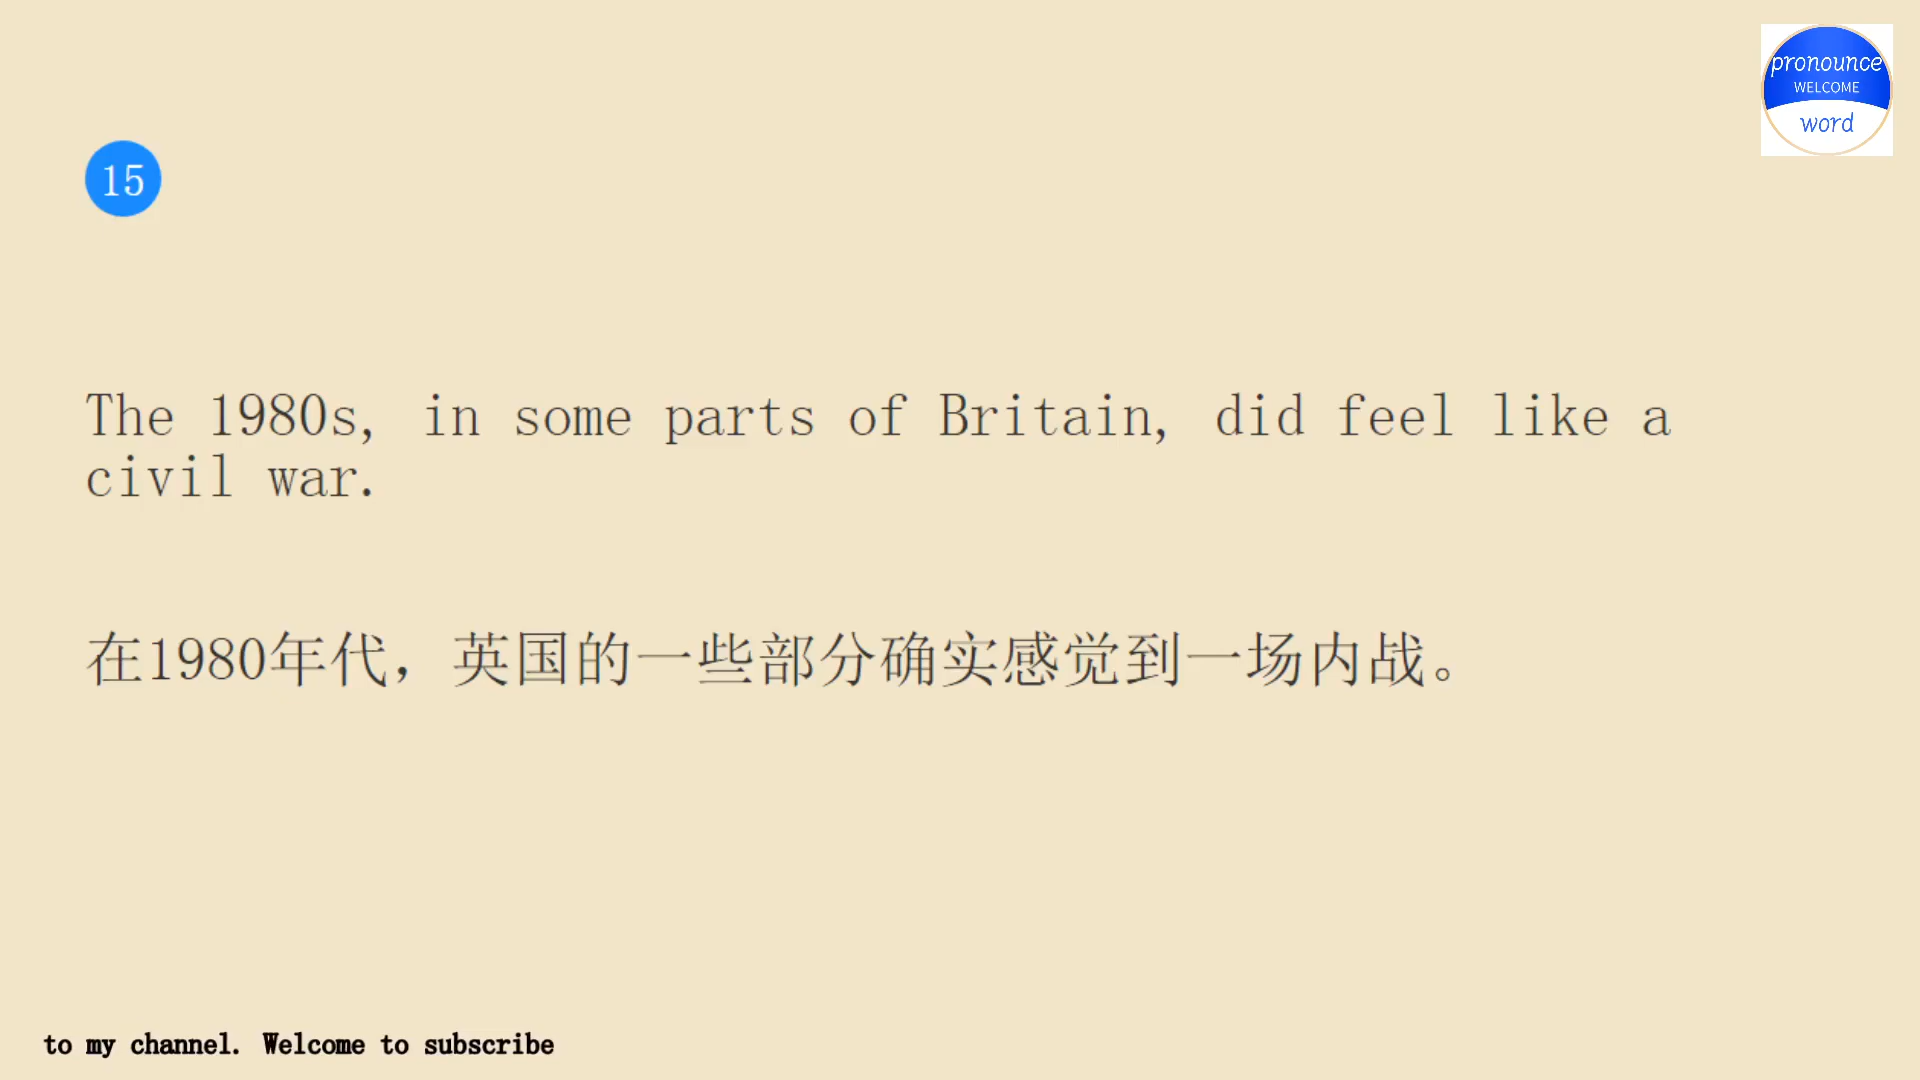 pronounce
WELCOME
word
15
The 1980s, in some parts of Britain, did feel like a
civil war.
在1980年代，英国的一些部分确实感觉到一场内战。
to my channel. Welcome to subscribe